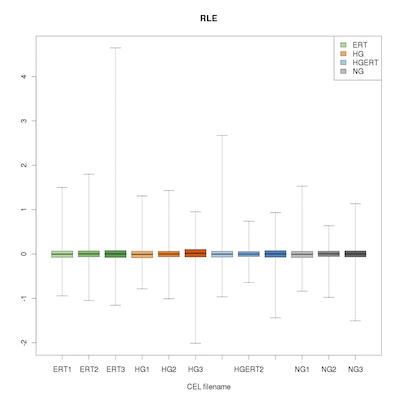 RLE
ERT
HG
HGERT
NG
4
3
2
1
0
-1
-2
ERT1 ERT2 ERT3 HG1 HG2 HG3 HGERT2 NG1 NG2 NG3
CEL filename